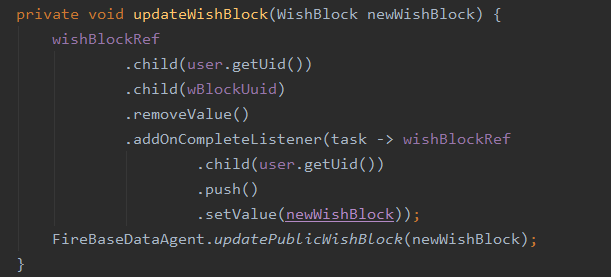 private void updateWishBlock(WishBlock newWishBlock) {
wishBlockRef
.child(user.getUid())
.child(wBlockUuid)
.removeValue()
.addOnCompleteListener(task -> wishBlockRef
.child(user.getUid())
.push()
.setValue(newWishBlock));
FireBaseDataAgent.updatePublicWishBlock(newWishBlock);
}